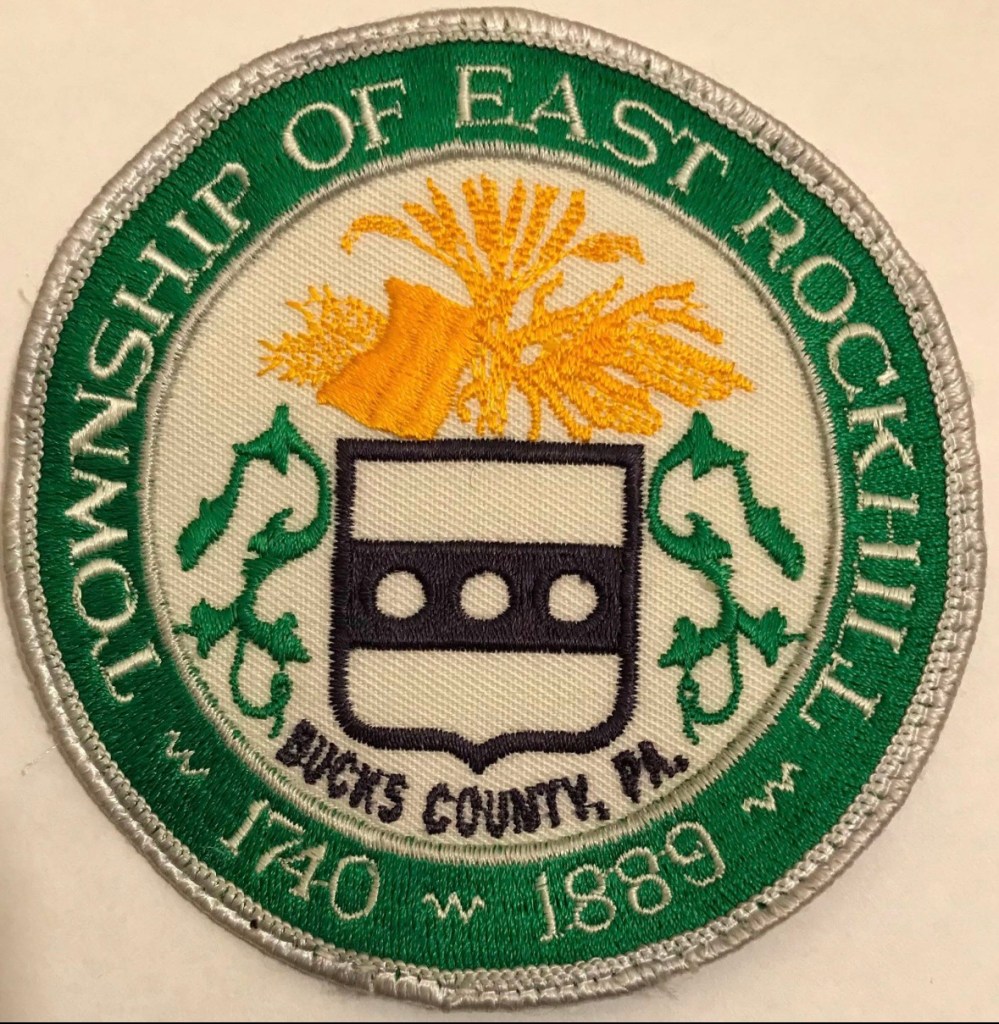 TOWNSHIP OF EAST ROCKHILL
BUCKS COUNTY, PA.
1740 ~ 1889